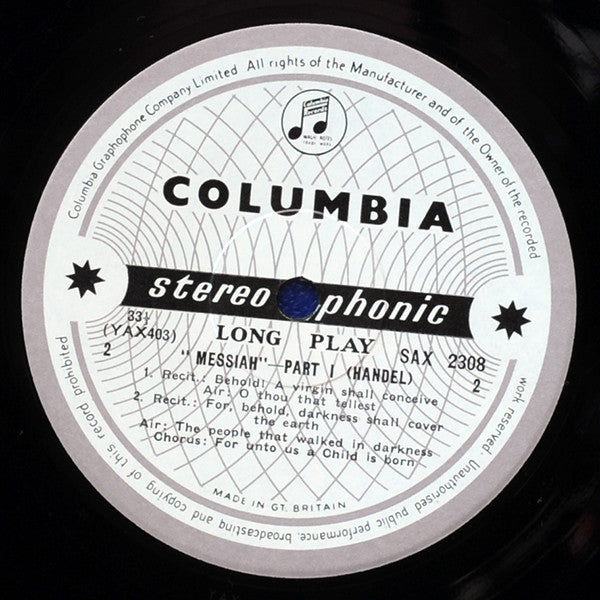 Columbia Graphophone Company Limited All rights of the Manufacturer and of the Owner of the recorded work reserved Unauthorised public performance, broadcasting and copying of this record prohibited
Columbia
MAGIC NOTES
TRADE MARK
COLUMBIA
stereo phonic
33⅓
(YAX403)
LONG PLAY
SAX 2308
2
"MESSIAH"—PART 1 (HANDEL)
2
1. Recit.: Behold! A virgin shall conceive
Air: O thou that tellest
2. Recit.: For, behold, darkness shall cover
the earth
Air: The people that walked in darkness
Chorus: For unto us a Child is born
MADE IN GT. BRITAIN